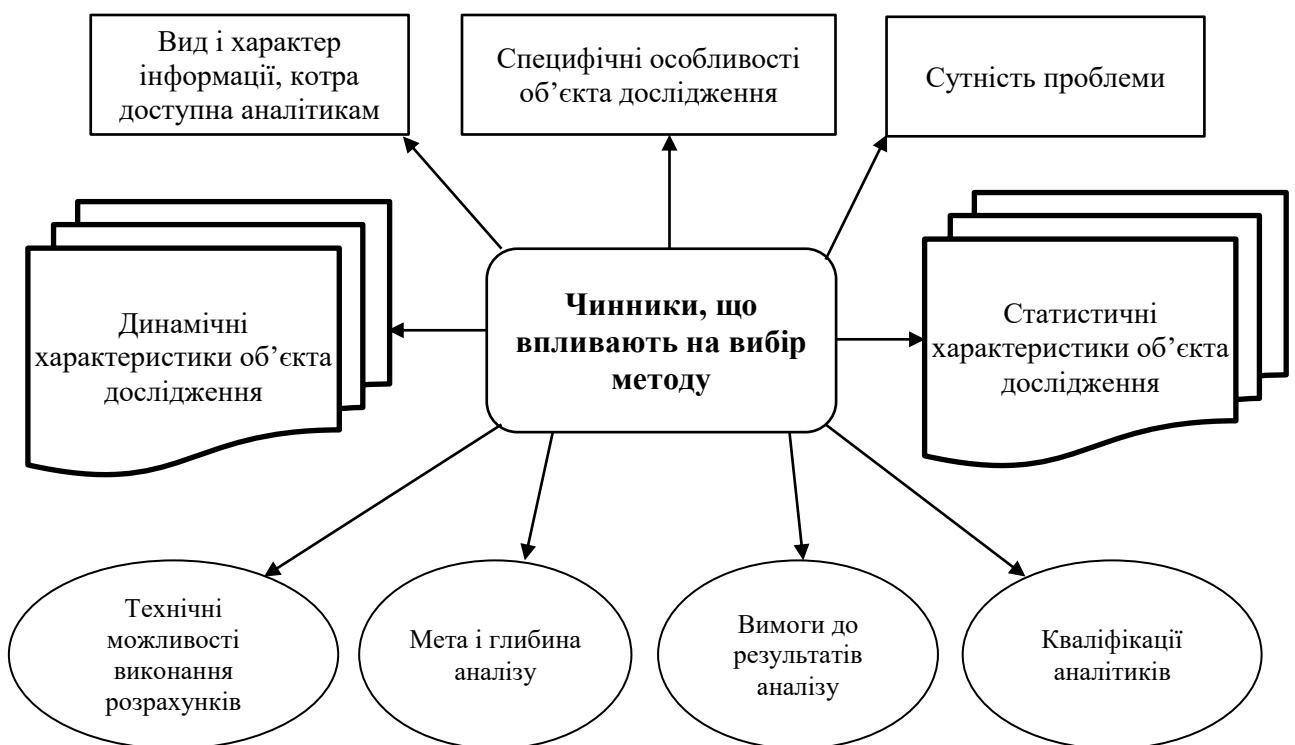 Вид і характер
інформації, котра
доступна аналітикам
Специфічні особливості
об’єкта дослідження
Сутність проблеми
Динамічні
характеристики об’єкта
дослідження
Чинники, що
впливають на вибір
методу
Статистичні
характеристики об’єкта
дослідження
Технічні
можливості
виконання
розрахунків
Мета і глибина
аналізу
Вимоги до
результатів
аналізу
Кваліфікації
аналітиків